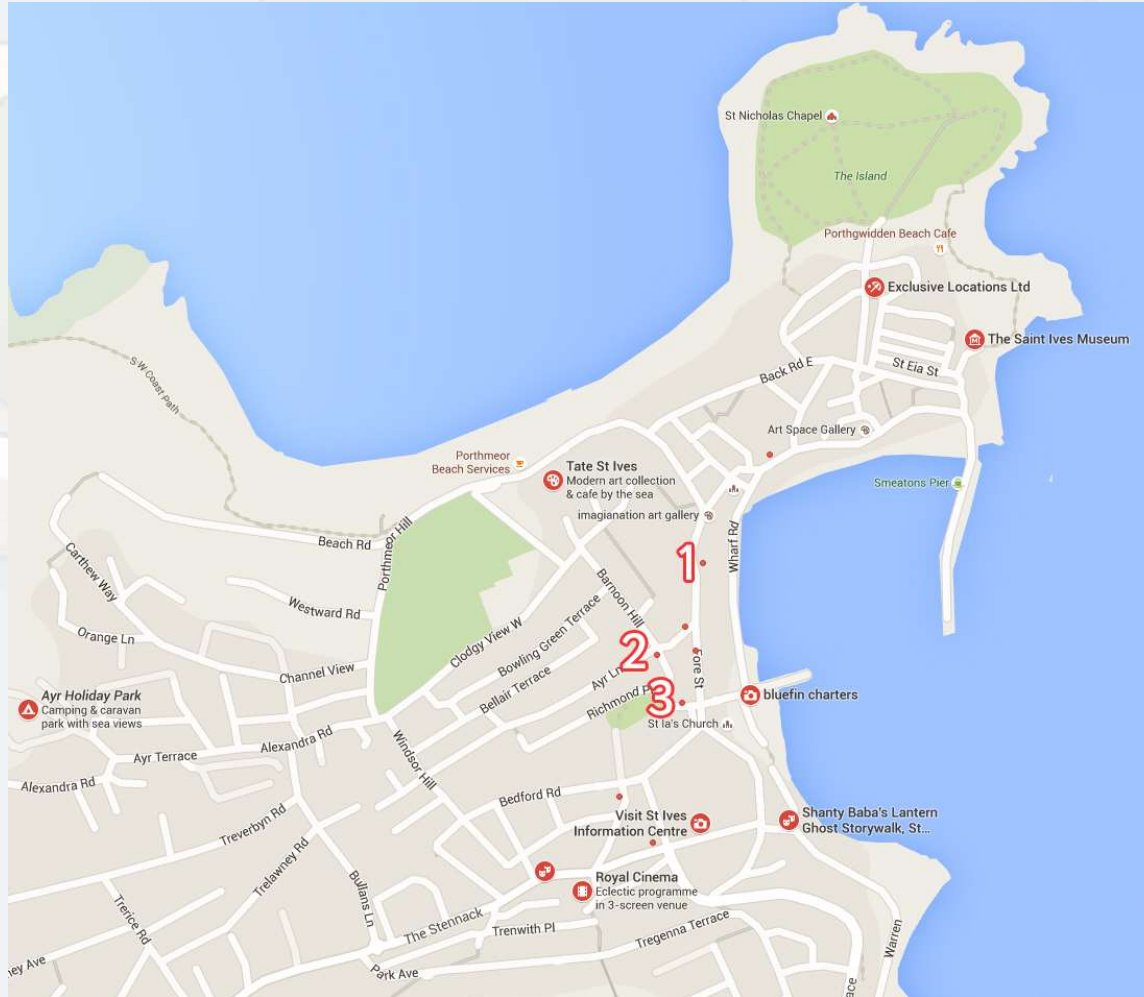 St Nicholas Chapel
The Island
Porthgwidden Beach Cafe
Exclusive Locations Ltd
The Saint Ives Museum
St Eia St
Back Rd E
S W Coast Path
Art Space Gallery
Porthmeor
Beach Services
Tate St Ives
Modern art collection
& cafe by the sea
Smeatons Pier
imagianation art gallery
Porthmeor Hill
Beach Rd
Wharf Rd
1
Carthew Way
Barnoon Hill
Westward Rd
Orange Ln
Clodgy View W
Bowling Green Terrace
2
Fore St
Channel View
Ayr Ln
Bellair Terrace
Richmond
3
bluefin charters
Ayr Holiday Park
Camping & caravan
park with sea views
St Ia's Church
Alexandra Rd
Ayr Terrace
Windsor Hill
Alexandra Rd
Bedford Rd
Visit St Ives
Information Centre
Shanty Baba's Lantern
Ghost Storywalk, St...
Treverbyn Rd
Trelawney Rd
Royal Cinema
Eclectic programme
in 3-screen venue
Bullans Ln
Trerice Rd
The Stennack
Trenwith Pl
Tregenna Terrace
Warren
Park Ave
ney Ave
ace